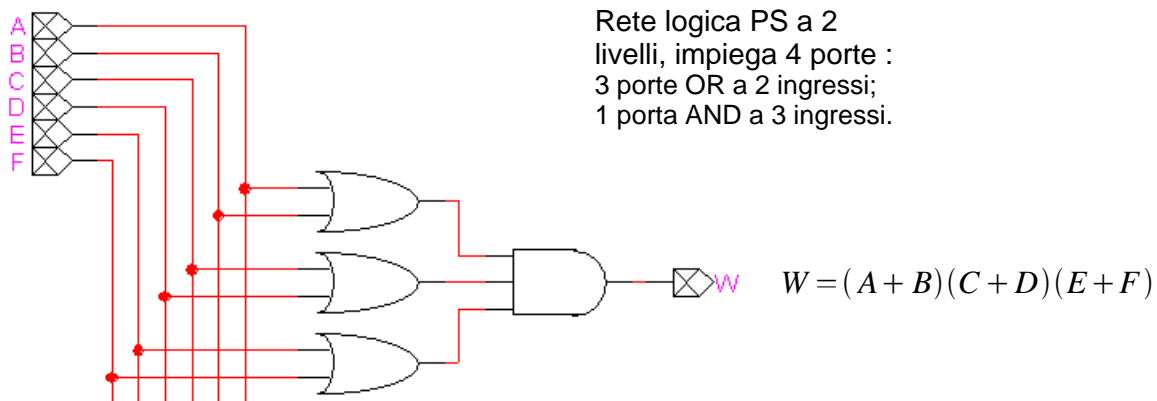 Rete logica PS a 2
livelli, impiega 4 porte :
3 porte OR a 2 ingressi;
1 porta AND a 3 ingressi.
A
B
C
D
E
F
W
W=(A+B)(C+D)(E+F)